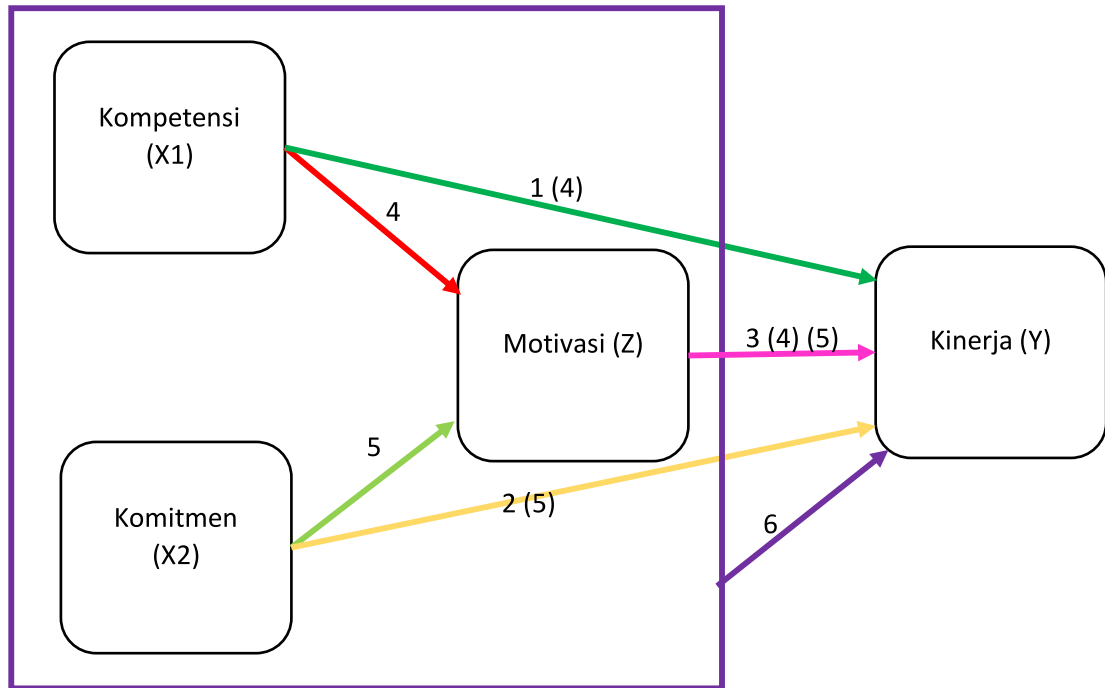 Kompetensi
(X1)
1 (4)
4
Motivasi (Z)
3 (4) (5)
Kinerja (Y)
5
2 (5)
Komitmen
(X2)
6